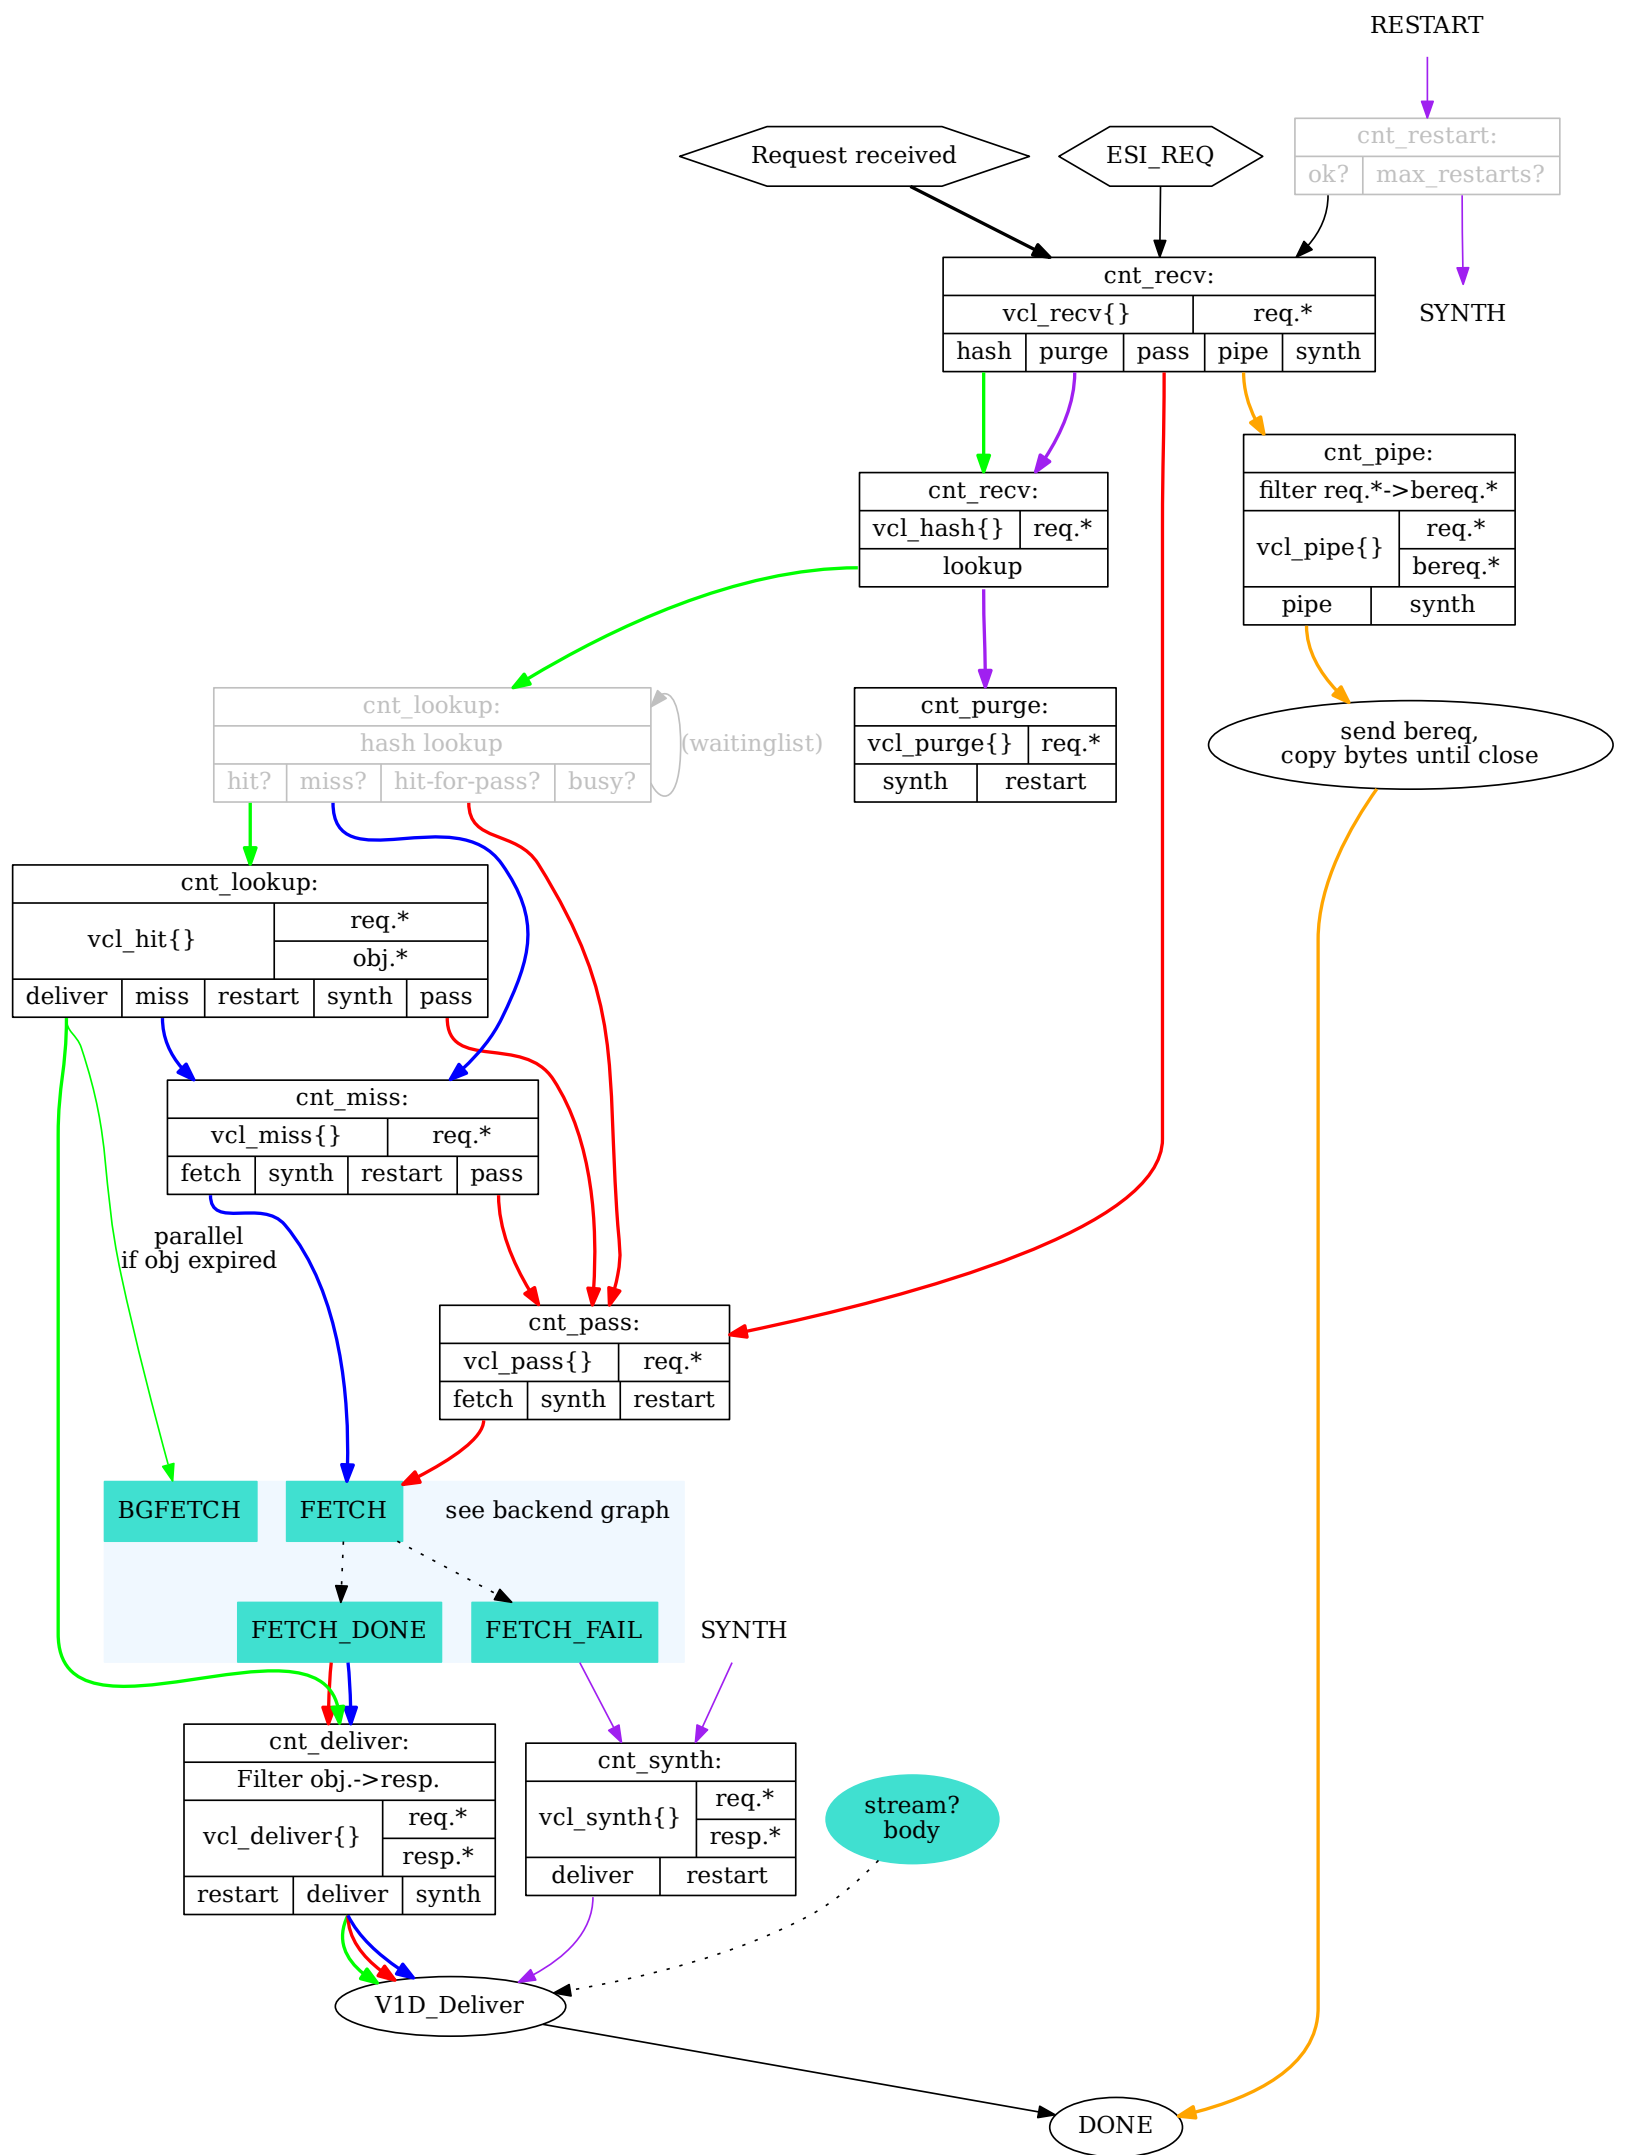 RESTART
Request received
ESI_REQ
cnt_restart:
ok?
max_restarts?
cnt_recv:
vcl_recv{}
req.*
hash
purge
pass
pipe
synth
SYNTH
cnt_recv:
vcl_hash{}
req.*
lookup
cnt_pipe:
filter req.*->bereq.*
vcl_pipe{}
req.*
bereq.*
pipe
synth
cnt_lookup:
hash lookup
hit?
miss?
hit-for-pass?
busy?
(waitinglist)
cnt_purge:
vcl_purge{}
req.*
synth
restart
send bereq,
copy bytes until close
cnt_lookup:
vcl_hit{}
req.*
obj.*
deliver
miss
restart
synth
pass
cnt_miss:
vcl_miss{}
req.*
fetch
synth
restart
pass
parallel
if obj expired
cnt_pass:
vcl_pass{}
req.*
fetch
synth
restart
BGFETCH
FETCH
see backend graph
FETCH_DONE
FETCH_FAIL
SYNTH
cnt_deliver:
Filter obj.->resp.
vcl_deliver{}
req.*
resp.*
restart
deliver
synth
cnt_synth:
vcl_synth{}
req.*
resp.*
deliver
restart
stream?
body
V1D_Deliver
DONE